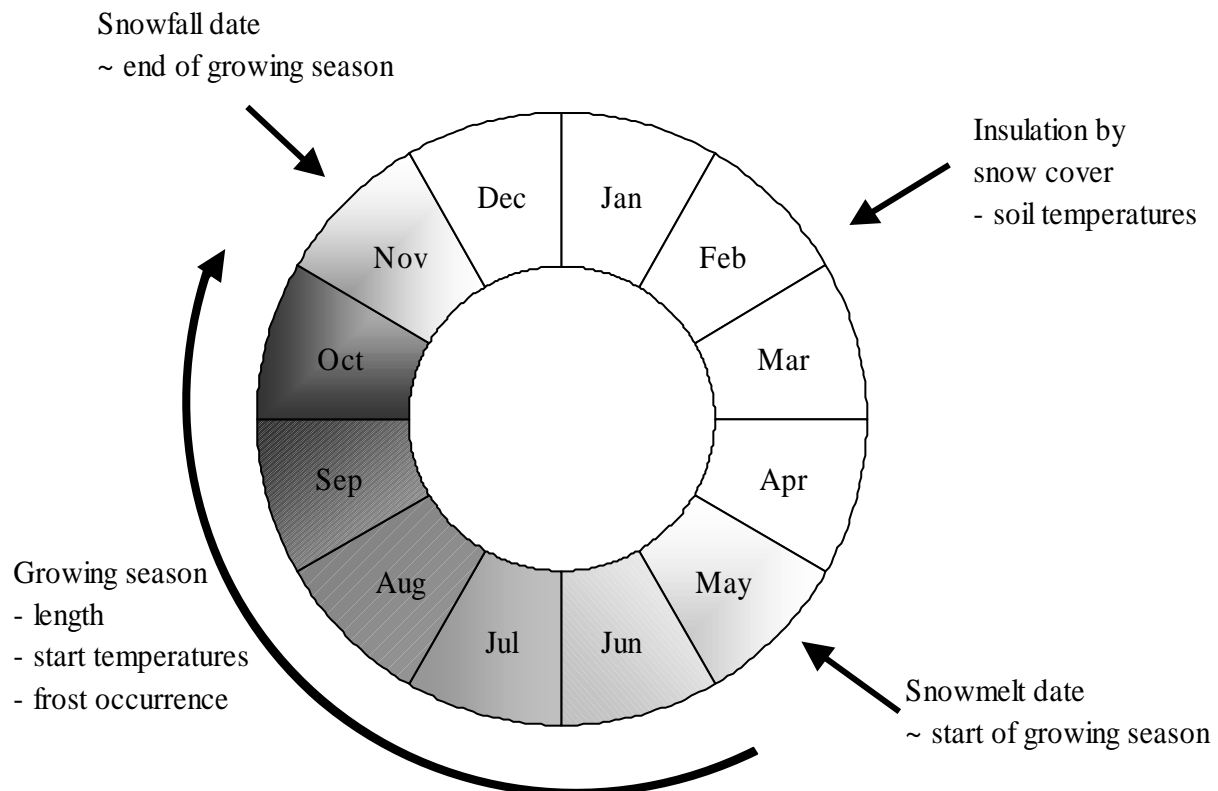 Snowfall date
~ end of growing season
Insulation by
snow cover
- soil temperatures
Dec
Jan
Nov
Feb
Oct
Mar
Sep
Apr
Aug
May
Jul
Jun
Growing season
- length
- start temperatures
- frost occurrence
Snowmelt date
~ start of growing season